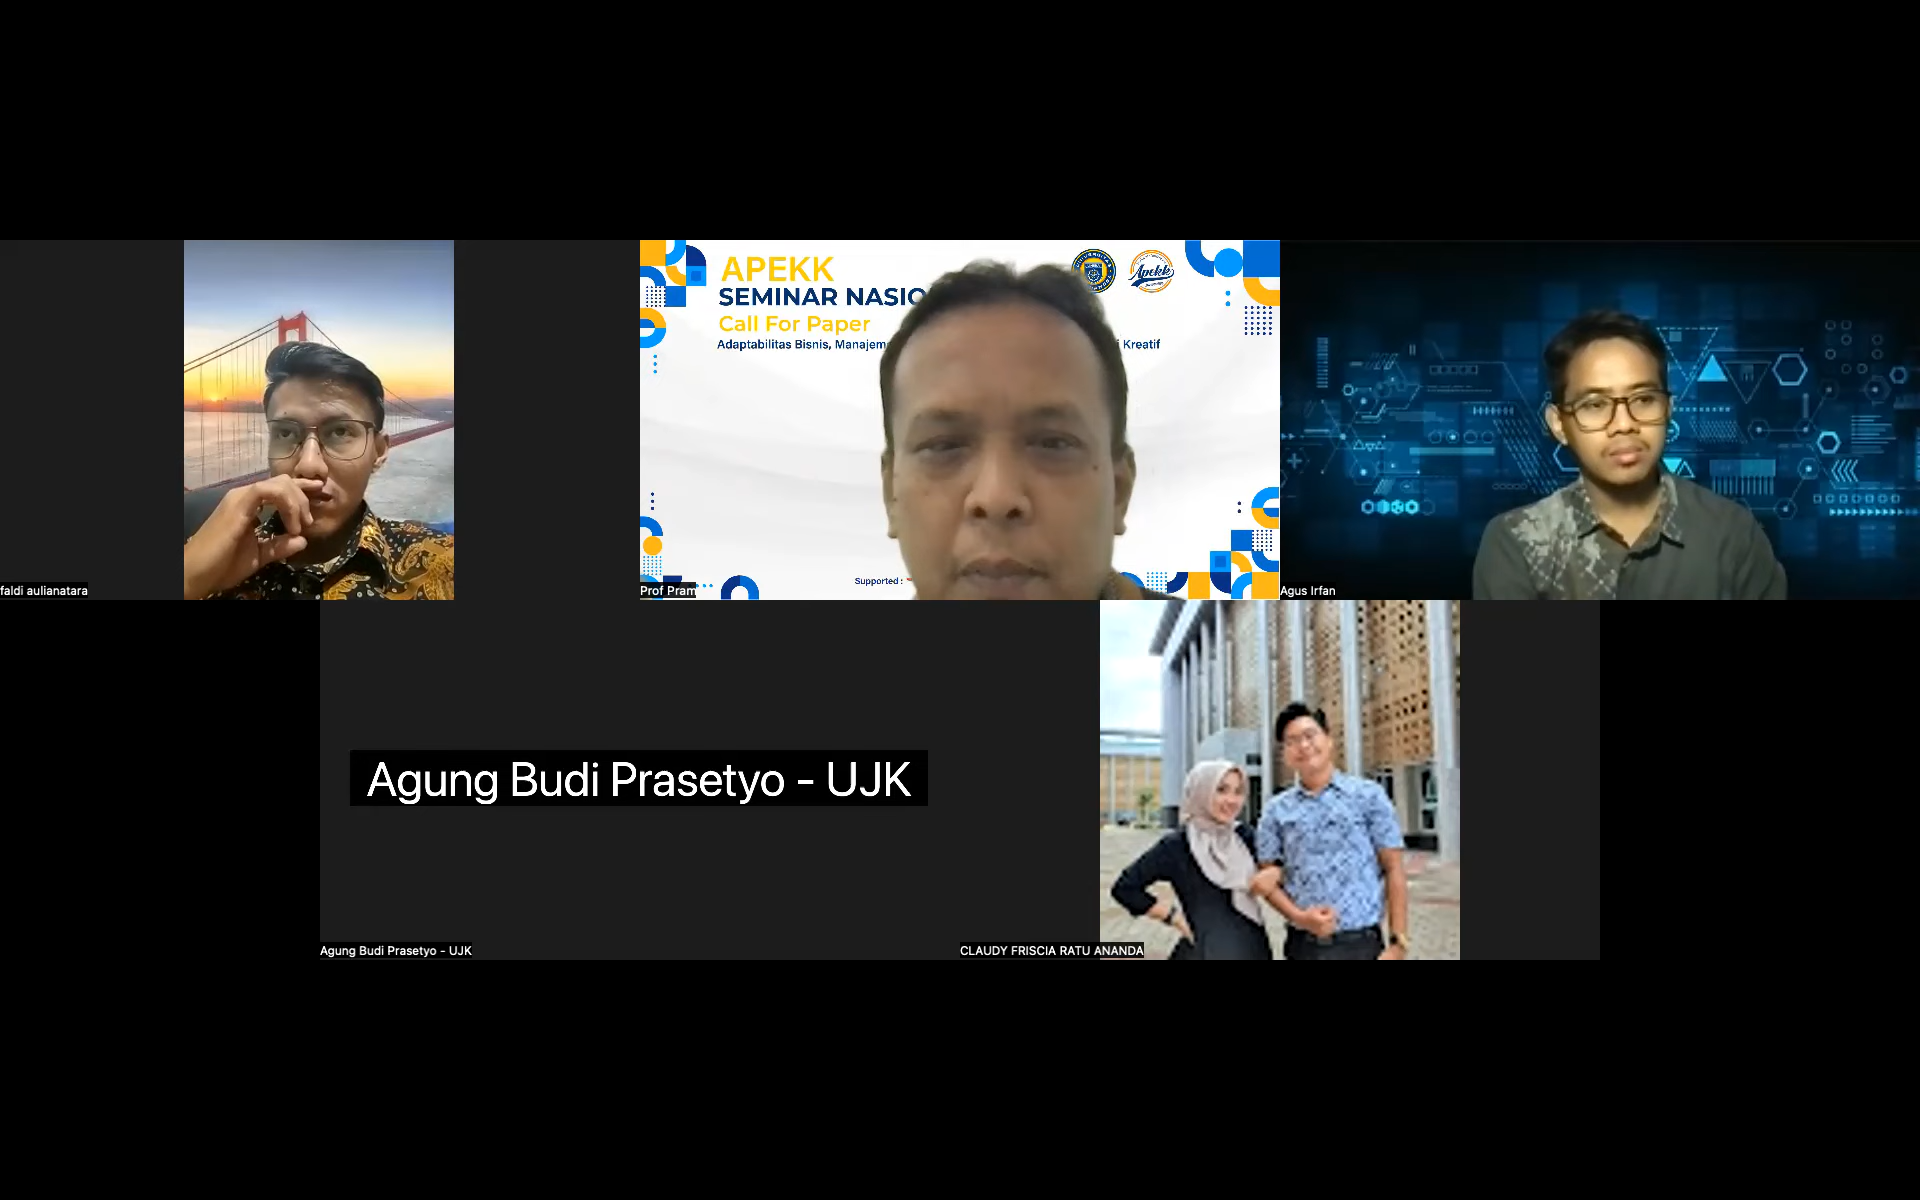 APEKK
SEMINAR NASIO
Call For Paper
Adaptabilitas Bisnis, Manajem
i Kreatif
Apekk
Supported :
faldi aulianatara
Prof Pram
Agus Irfan
Agung Budi Prasetyo - UJK
Agung Budi Prasetyo - UJK
CLAUDY FRISCIA RATU ANANDA